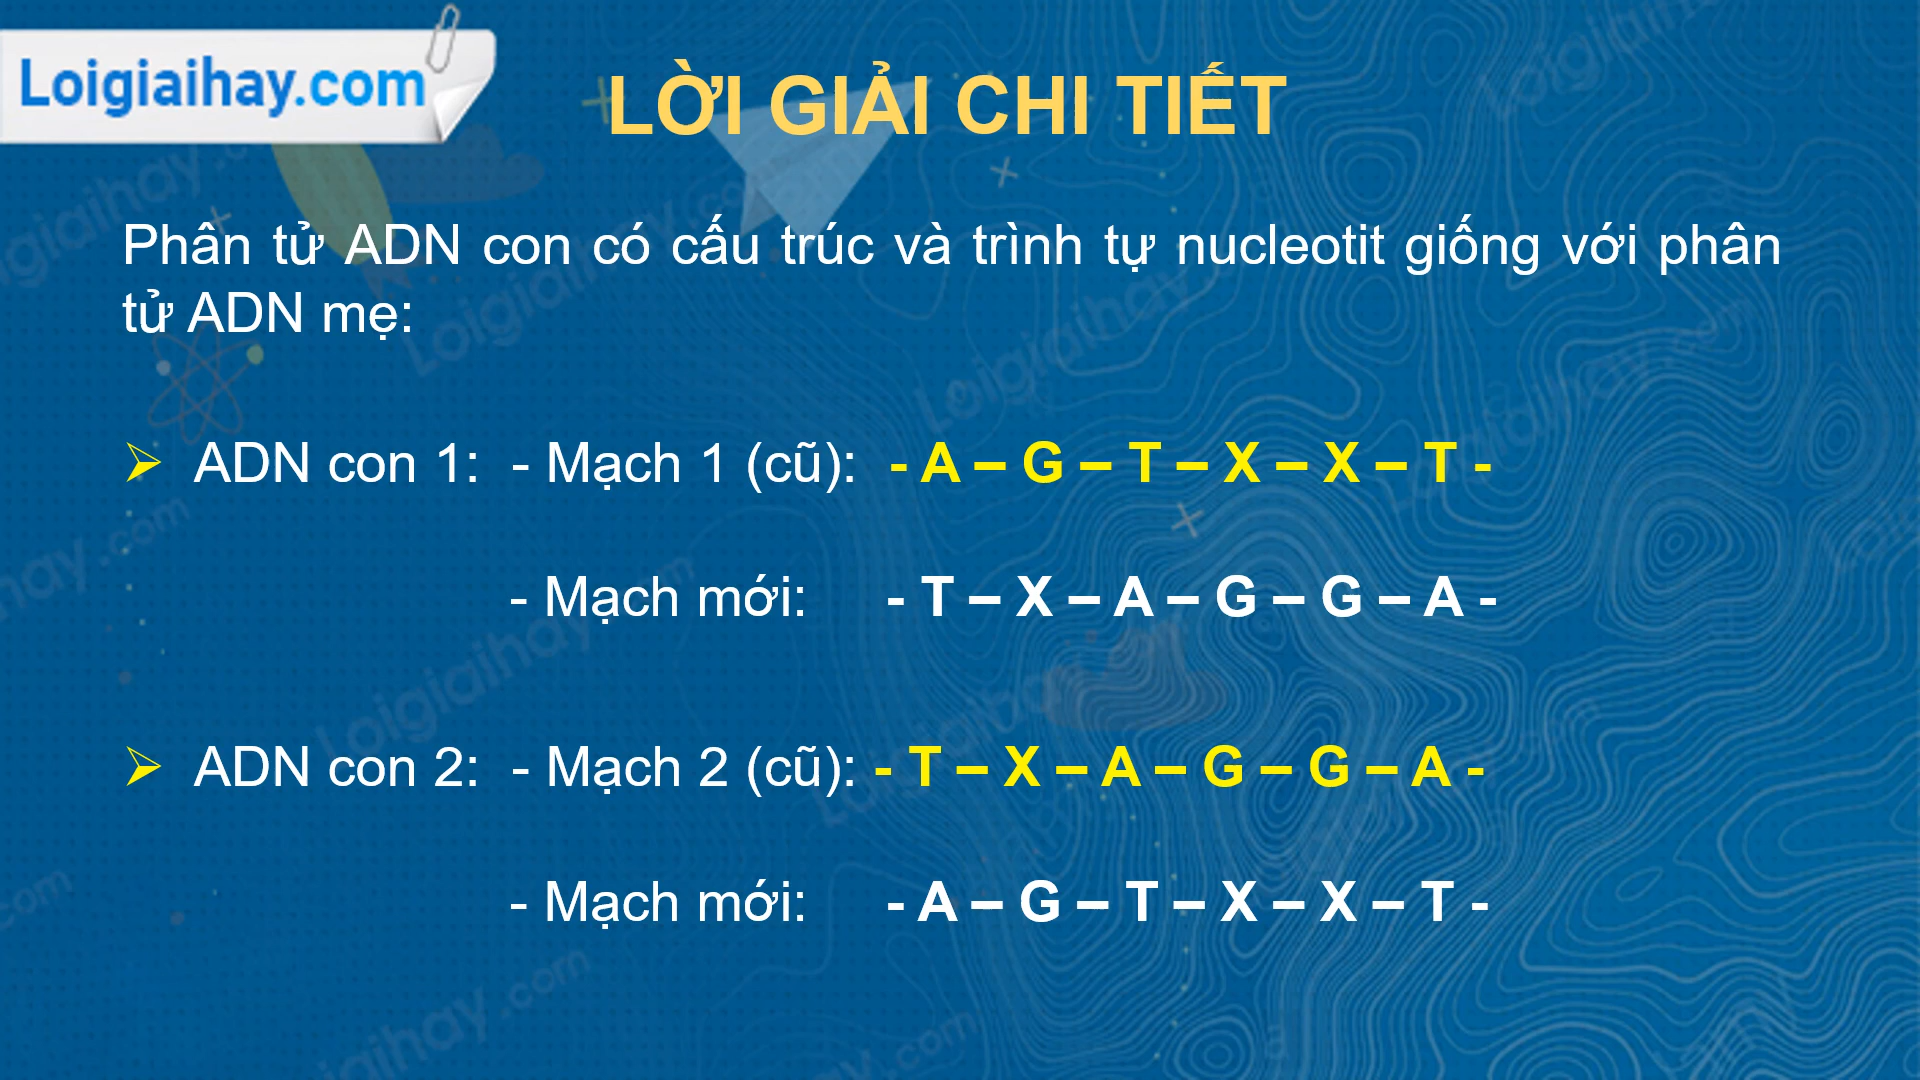 Loigiaihay.com
LỜI GIẢI CHI TIẾT
Phân tử ADN con có cấu trúc và trình tự nucleotit giống với phân
tử ADN mẹ:
ADN con 1: - Mạch 1 (cũ): - A – G – T – X – X – T -
- Mạch mới: - T – X – A – G – G – A -
ADN con 2: - Mạch 2 (cũ): - T – X – A – G – G – A -
- Mạch mới: - A – G – T – X – X – T -